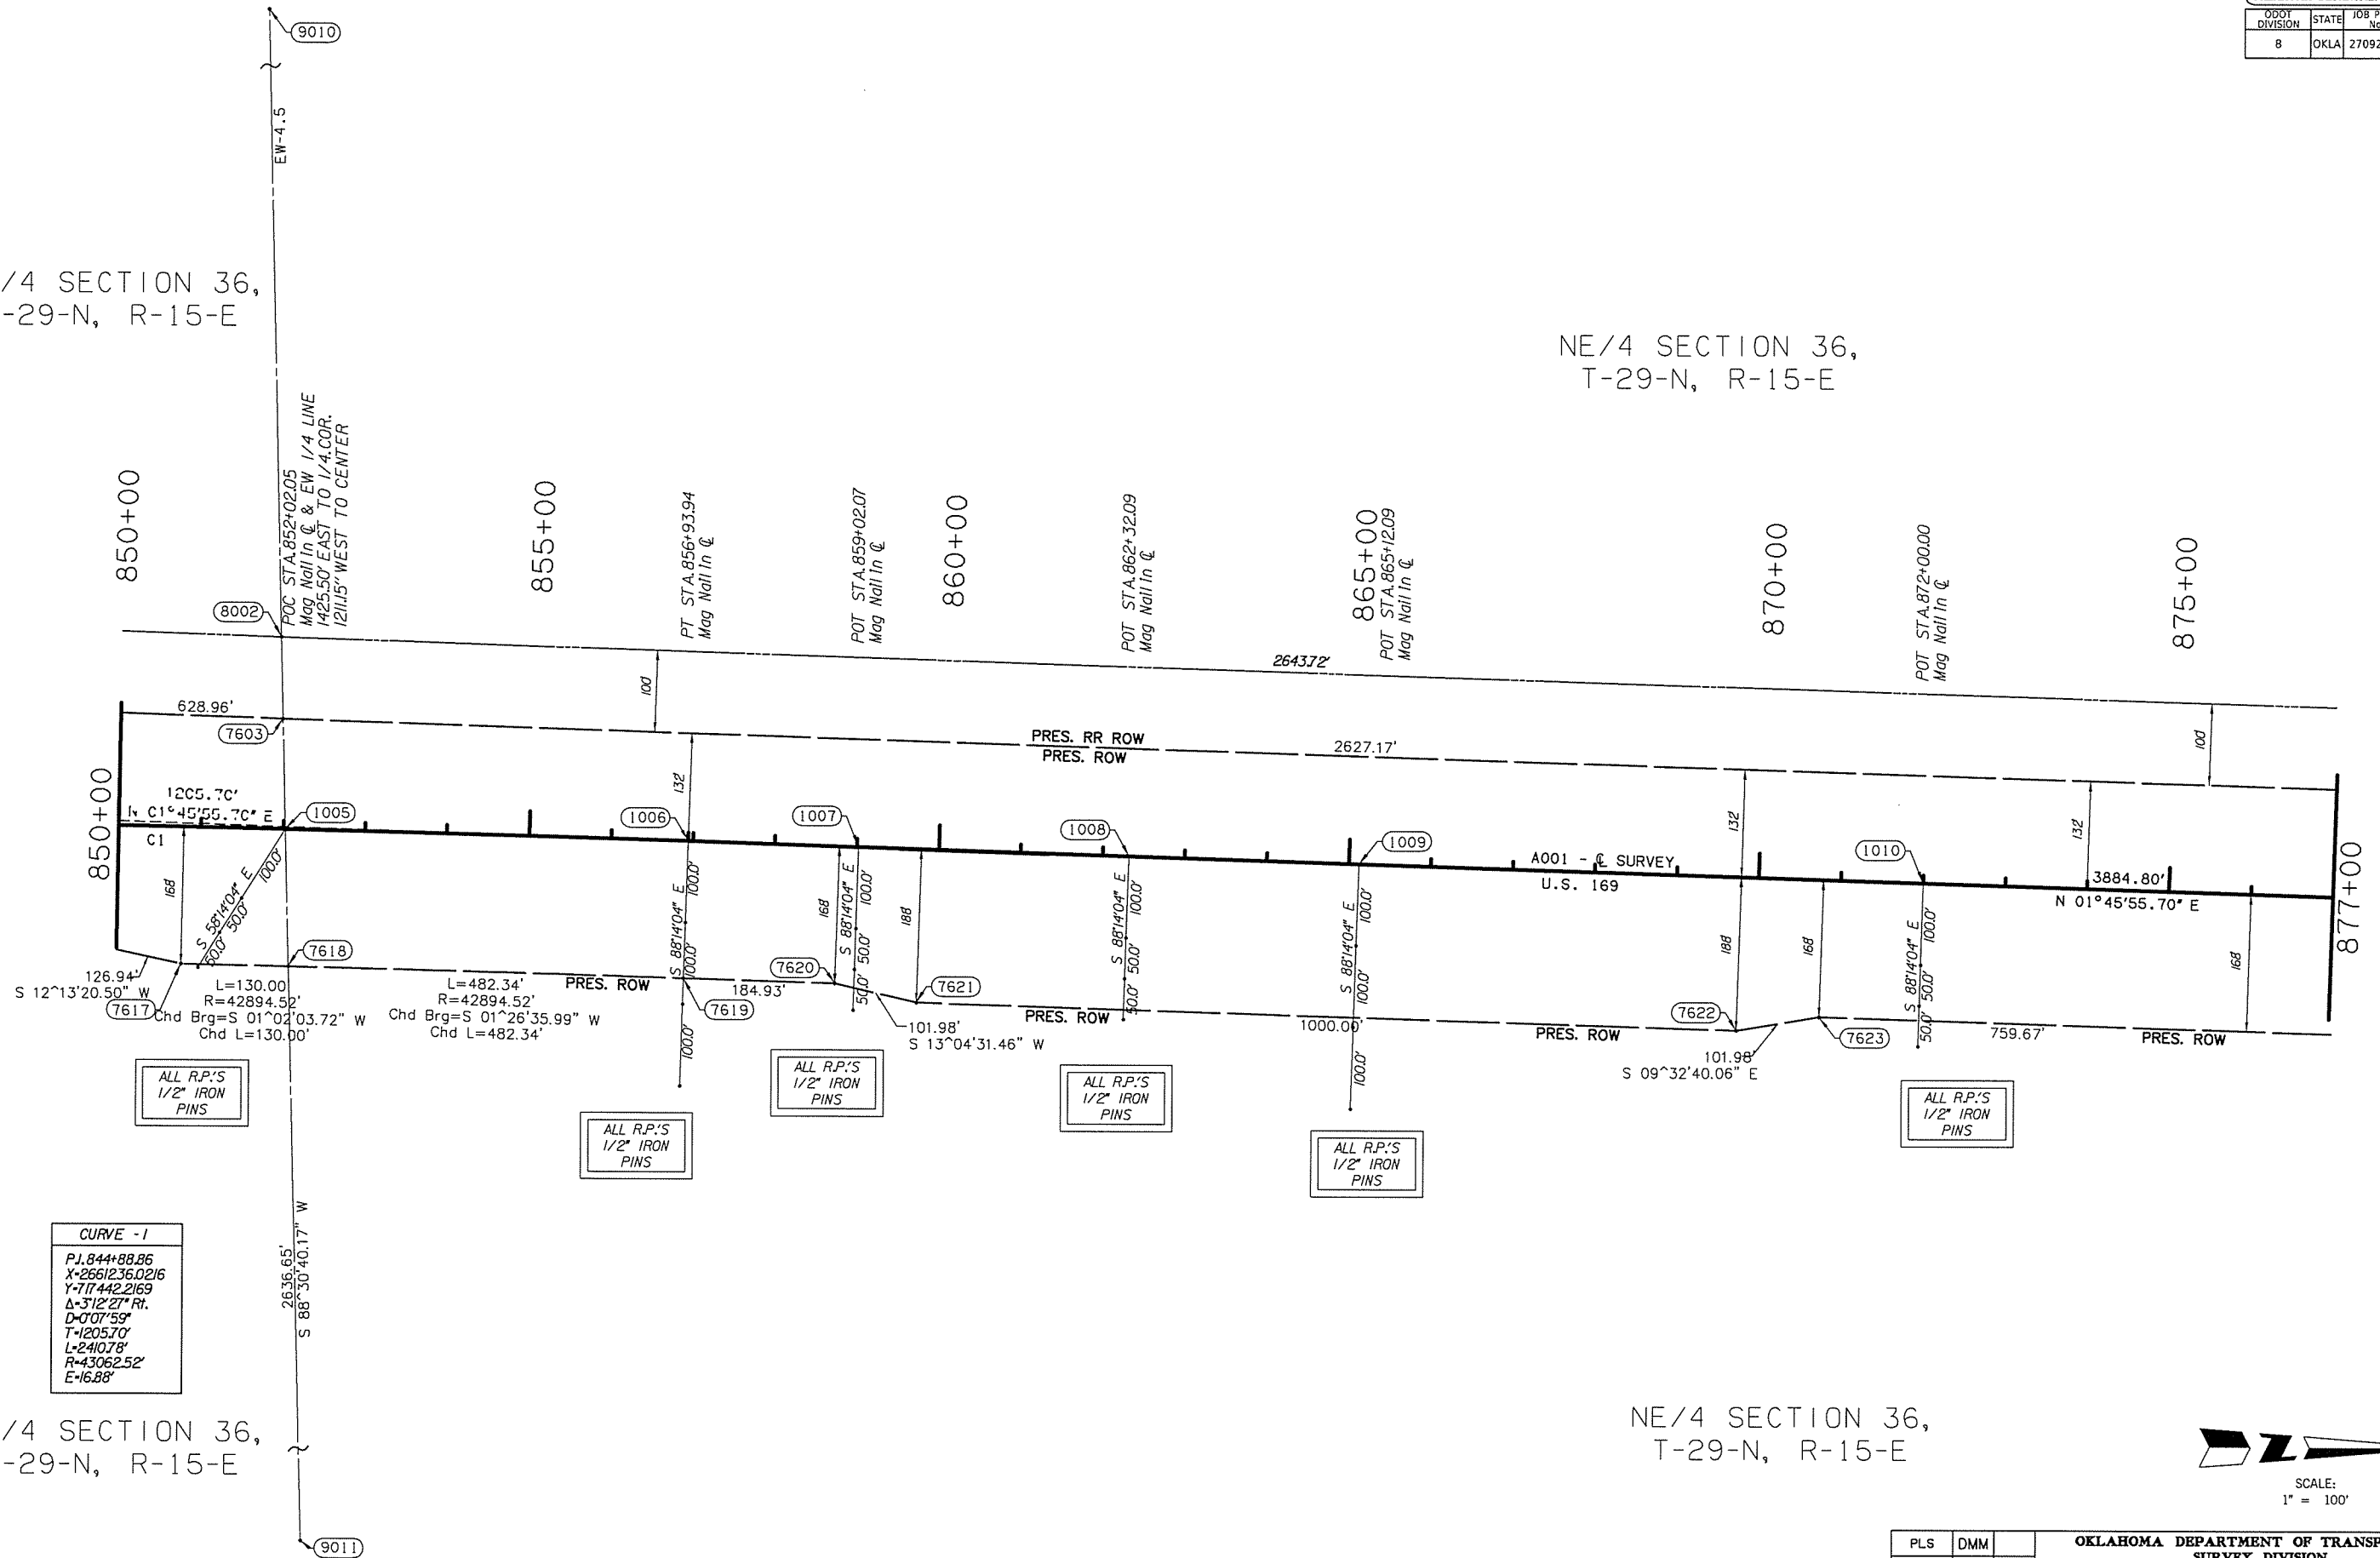 ODOT DIVISION STATE JOB P No
8 OKLA 27092
9010
EW-4.5
/4 SECTION 36,
-29-N, R-15-E
NE/4 SECTION 36,
T-29-N, R-15-E
850+00
POC STA.852+02.05
Mag Nail In ℄ & EW 1/4 LINE
1425.50' EAST TO 1/4.COR.
1211.15' WEST TO CENTER
855+00
PT STA.856+93.94
Mag Nail In ℄
POT STA.859+02.07
Mag Nail In ℄
860+00
POT STA.862+32.09
Mag Nail In ℄
865+00
POT STA.865+12.09
Mag Nail In ℄
870+00
POT STA.872+00.00
Mag Nail In ℄
875+00
8002
2643.72'
100'
100'
628.96'
7603
PRES. RR ROW
PRES. ROW
2627.17'
132'
132'
132'
850+00
1205.70'
N 01°45'55.70" E
C1
1005
1006
1007
1008
1009
1010
A001 - ℄ SURVEY
U.S. 169
3884.80'
N 01°45'55.70" E
877+00
168'
S 58°14'04" E
100.0'
50.0'
50.0'
S 88°14'04" E
100.0'
100.0'
100.0'
168'
S 88°14'04" E
100.0'
50.0'
50.0'
188'
S 88°14'04" E
100.0'
50.0'
50.0'
S 88°14'04" E
100.0'
100.0'
100.0'
188'
168'
S 88°14'04" E
100.0'
50.0'
50.0'
168'
126.94'
S 12^13'20.50" W
7617
7618
L=130.00'
R=42894.52'
Chd Brg=S 01^02'03.72" W
Chd L=130.00'
L=482.34'
R=42894.52'
Chd Brg=S 01^26'35.99" W
Chd L=482.34'
PRES. ROW
7619
184.93'
7620
7621
101.98'
S 13^04'31.46" W
PRES. ROW
1000.00'
PRES. ROW
7622
101.98'
S 09^32'40.06" E
7623
759.67'
PRES. ROW
ALL R.P.'S
1/2" IRON
PINS
ALL R.P.'S
1/2" IRON
PINS
ALL R.P.'S
1/2" IRON
PINS
ALL R.P.'S
1/2" IRON
PINS
ALL R.P.'S
1/2" IRON
PINS
ALL R.P.'S
1/2" IRON
PINS
CURVE -1
P.I.844+88.86
X=2661236.0216
Y=717442.2169
Δ=3°12'27" Rt.
D=0°07'59"
T=1205.70'
L=2410.78'
R=43062.52'
E=16.88'
2636.65'
S 88^30'40.17" W
/4 SECTION 36,
-29-N, R-15-E
NE/4 SECTION 36,
T-29-N, R-15-E
SCALE:
1" = 100'
9011
PLS DMM
OKLAHOMA DEPARTMENT OF TRANSP
SURVEY DIVISION